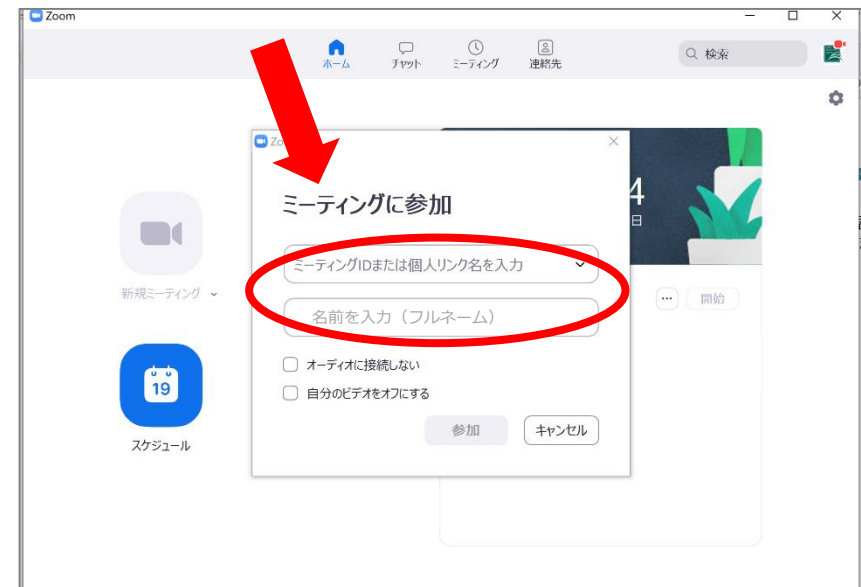 Zoom
ホーム
チャット
ミーティング
連絡先
検索
Zo
ミーティングに参加
4
日
ミーティングIDまたは個人リンク名を入力
新規ミーティング
名前を入力（フルネーム）
... 開始
オーディオに接続しない
19
自分のビデオをオフにする
参加 キャンセル
スケジュール